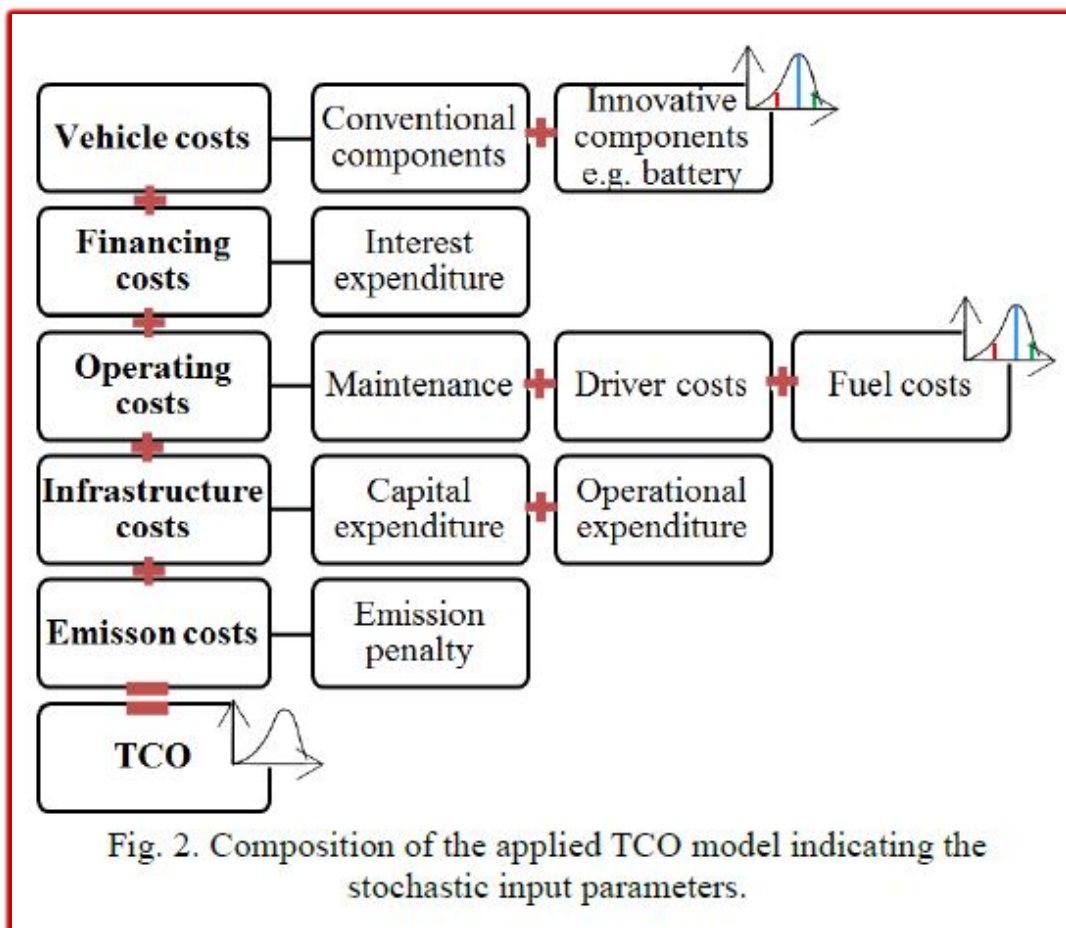 Vehicle costs
Conventional
components
Innovative
components
e.g. battery
Financing
costs
Interest
expenditure
Operating
costs
Maintenance
Driver costs
Fuel costs
Infrastructure
costs
Capital
expenditure
Operational
expenditure
Emisson costs
Emission
penalty
TCO
Fig. 2. Composition of the applied TCO model indicating the
stochastic input parameters.